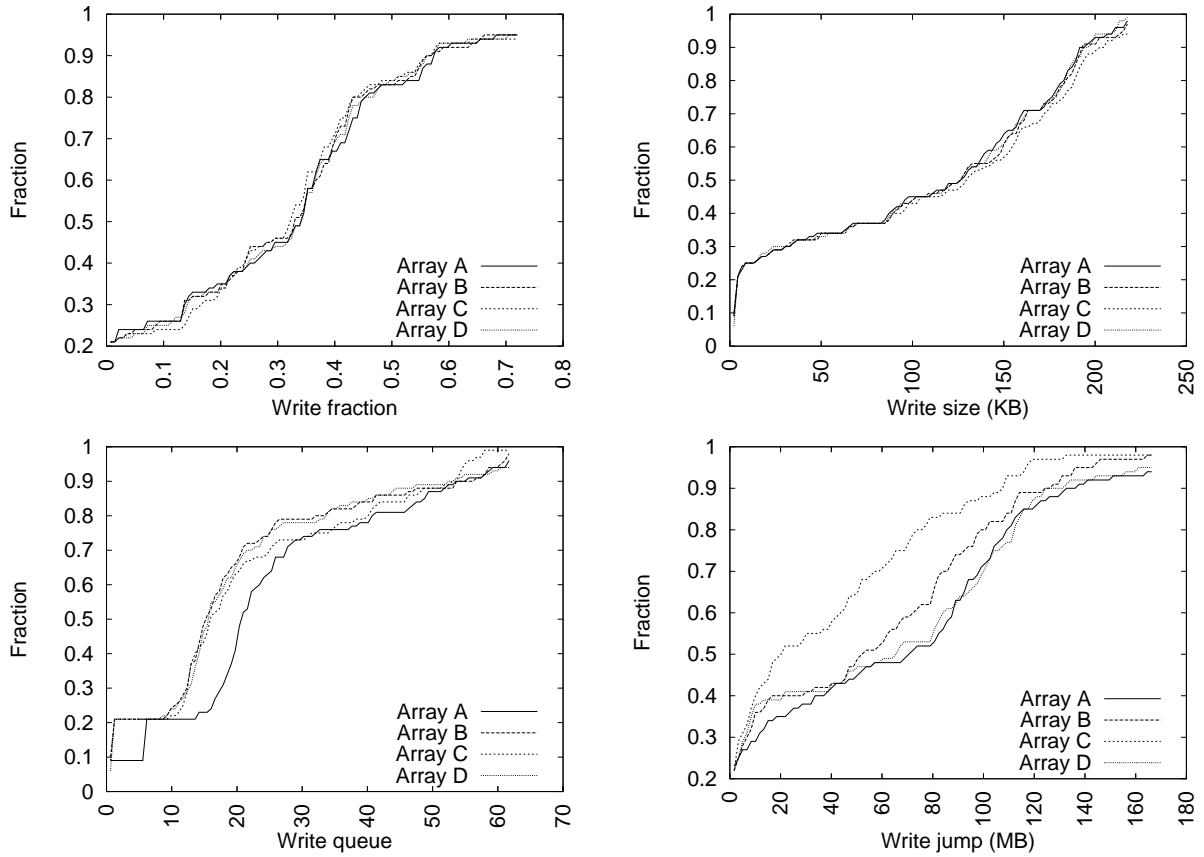 1
0.9
0.8
0.7
0.6
0.5
0.4
0.3
0.2
Fraction
Array A
Array B
Array C
Array D
0 0.1 0.2 0.3 0.4 0.5 0.6 0.7 0.8
Write fraction
1
0.9
0.8
0.7
0.6
0.5
0.4
0.3
0.2
0.1
0
Fraction
Array A
Array B
Array C
Array D
0 50 100 150 200 250
Write size (KB)
1
0.9
0.8
0.7
0.6
0.5
0.4
0.3
0.2
0.1
0
Fraction
Array A
Array B
Array C
Array D
0 10 20 30 40 50 60 70
Write queue
1
0.9
0.8
0.7
0.6
0.5
0.4
0.3
0.2
Fraction
Array A
Array B
Array C
Array D
0 20 40 60 80 100 120 140 160 180
Write jump (MB)